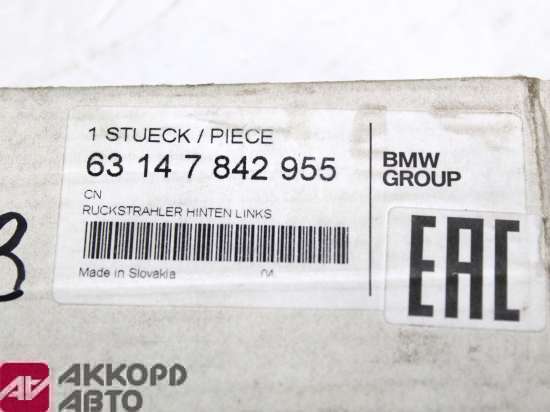 1 STUECK / PIECE
63 14 7 842 955
CN
RUCKSTRAHLER HINTEN LINKS
Made in Slovakia 04
BMW
GROUP
EAC
B
АККОРД
АВТО